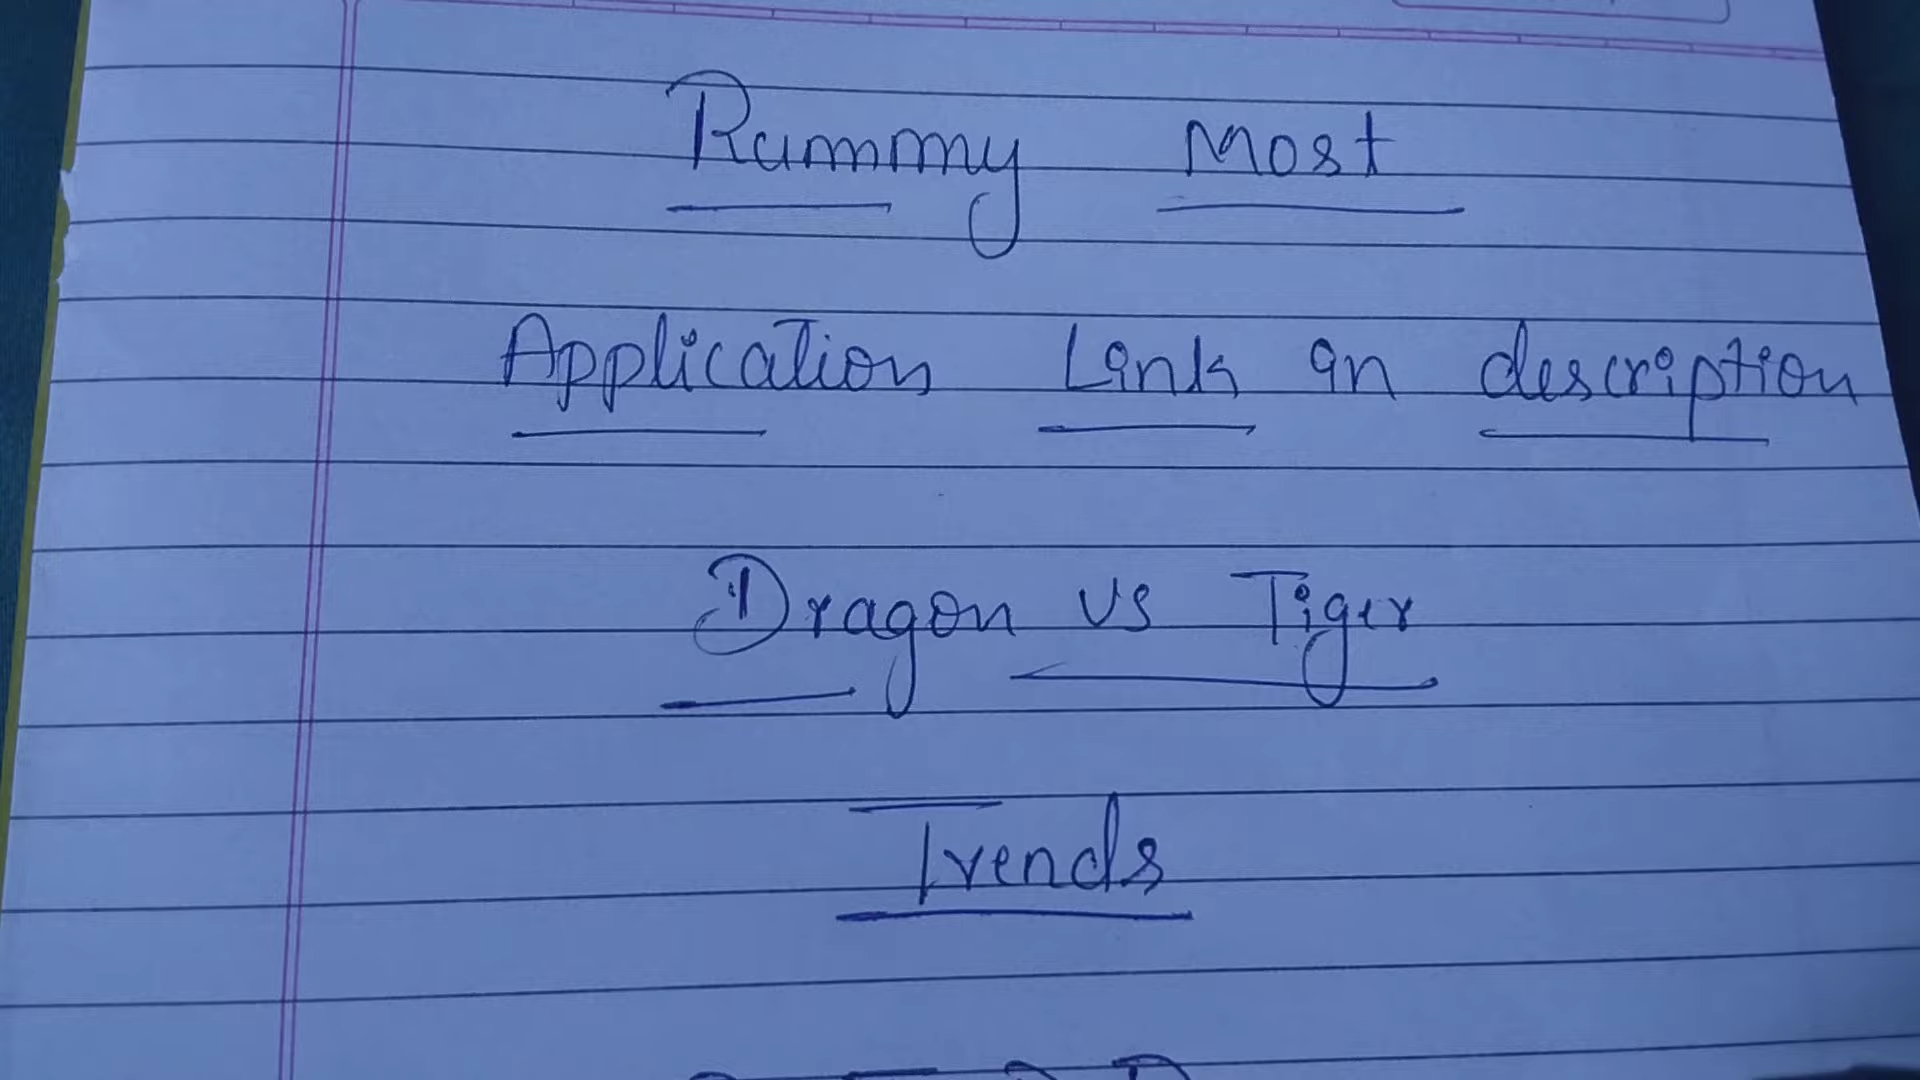 Rummy Most
Application Link in description
Dragon vs Tiger
Trends